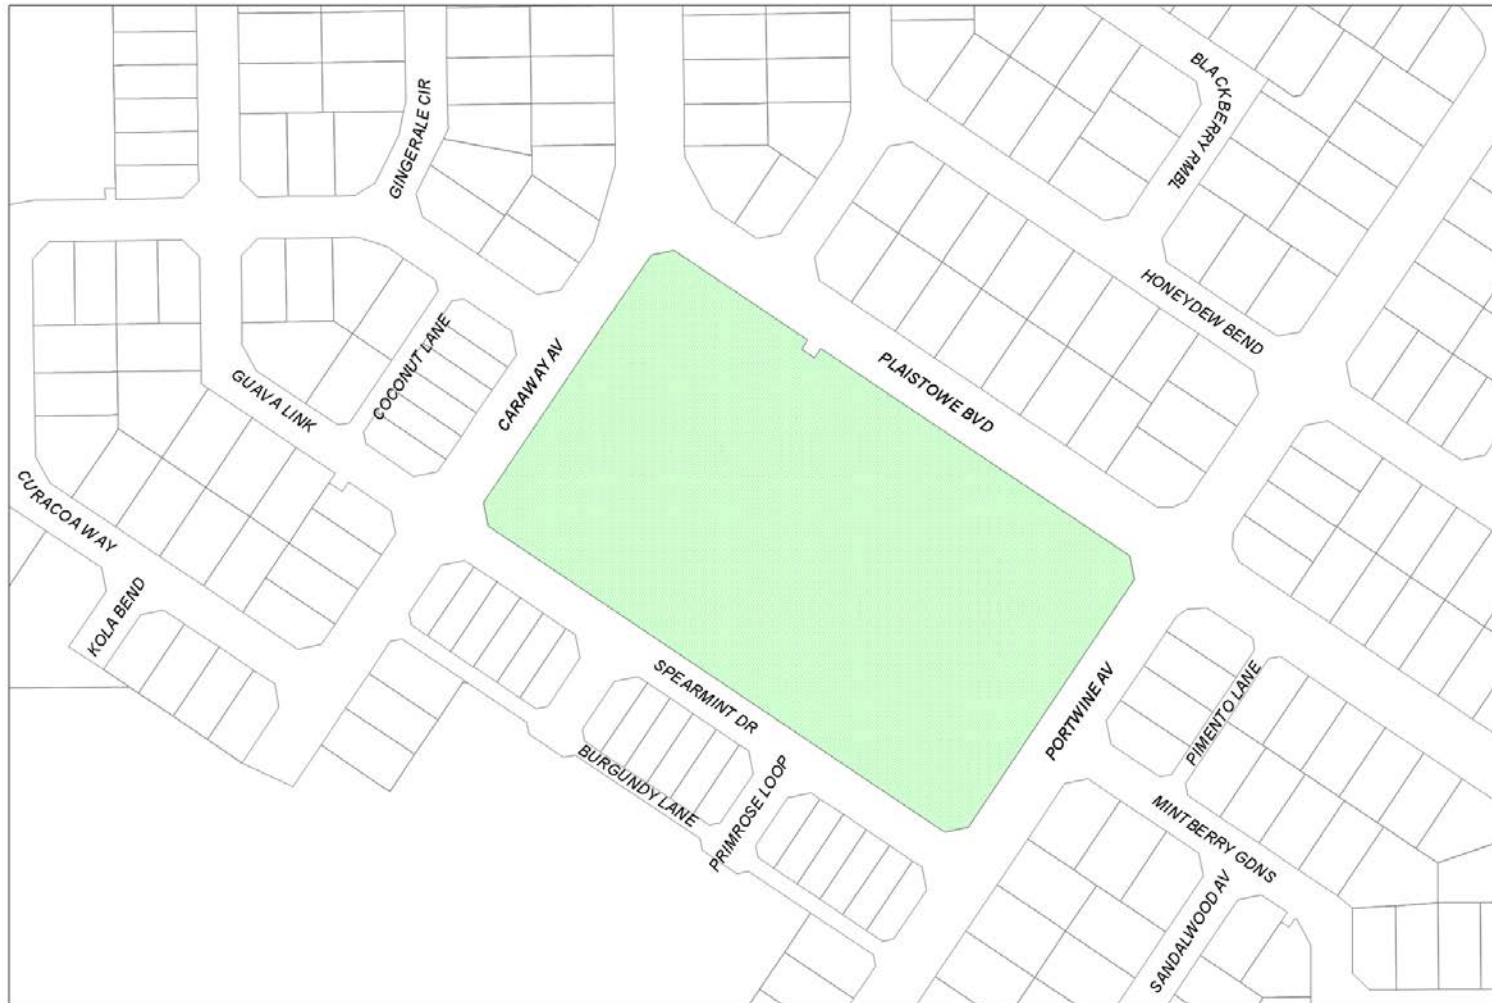 BLACKBERRY RMBL
GINGERALE CIR
HONEYDEW BEND
COCONUT LANE
CARAWAY AV
PLAISTOWE BVD
GUAVA LINK
CURACOA WAY
KOLA BEND
SPEARMINT DR
PORTWINE AV
PIMENTO LANE
BURGUNDY LANE
PRIMROSE LOOP
MINTBERRY GDNS
SANDALWOOD AV